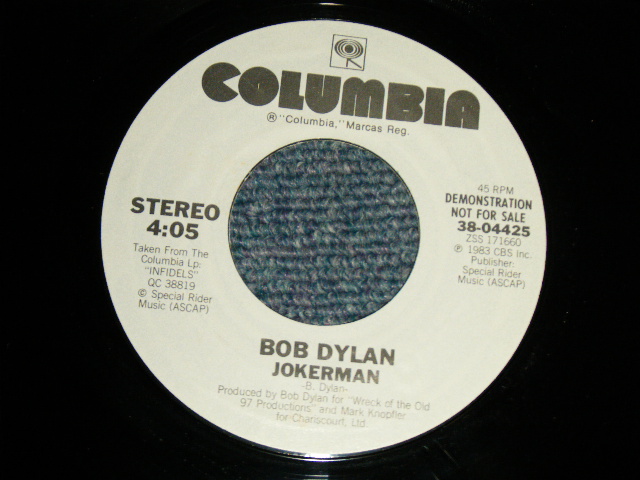 COLUMBIA
® "Columbia," Marcas Reg.
STEREO
4:05
Taken From The
Columbia Lp:
"INFIDELS"
QC 38819
© Special Rider
Music (ASCAP)
45 RPM
DEMONSTRATION
NOT FOR SALE
38-04425
ZSS 171660
℗ 1983 CBS Inc.
Publisher:
Special Rider
Music (ASCAP)
BOB DYLAN
JOKERMAN
-B. Dylan-
Produced by Bob Dylan for "Wreck of the Old
97 Productions" and Mark Knopfler
for Chariscourt, Ltd.